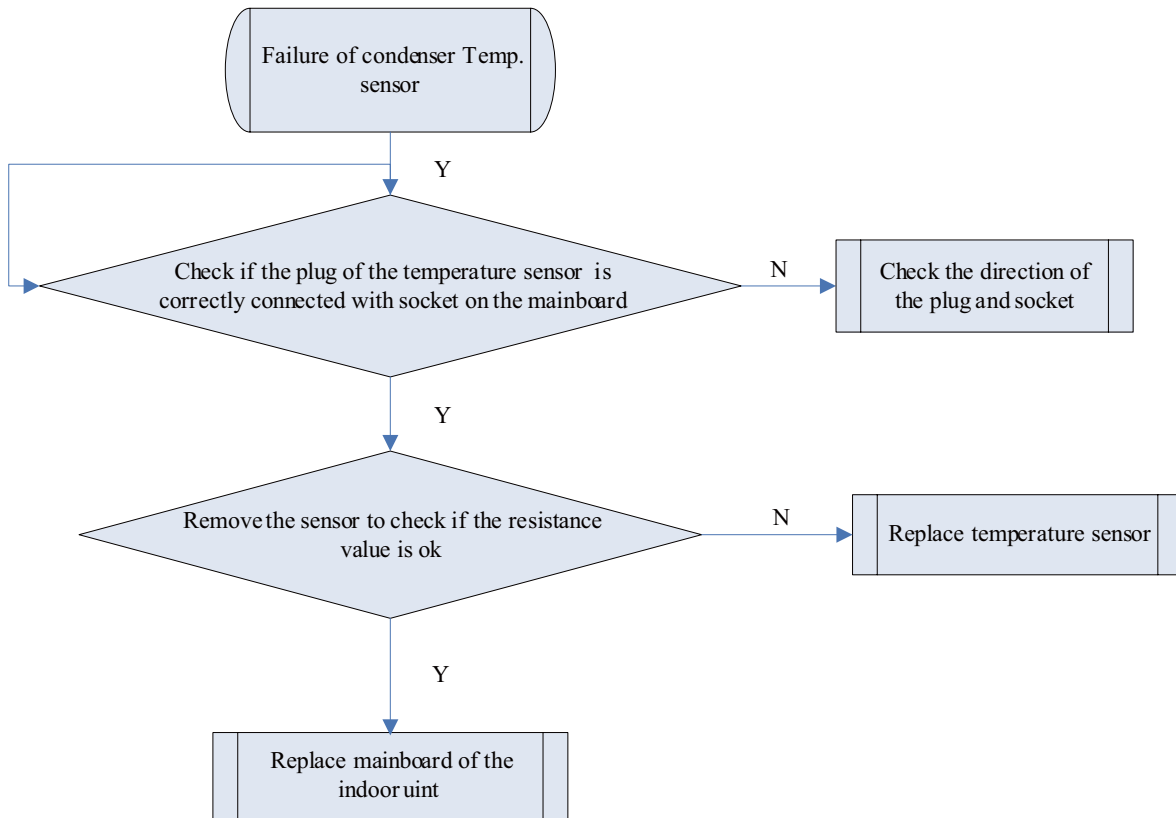 Failure of condenser Temp.
sensor
Y
Check if the plug of the temperature sensor is
correctly connected with socket on the mainboard
N
Check the direction of
the plug and socket
Y
Remove the sensor to check if the resistance
value is ok
N
Replace temperature sensor
Y
Replace mainboard of the
indoor uint